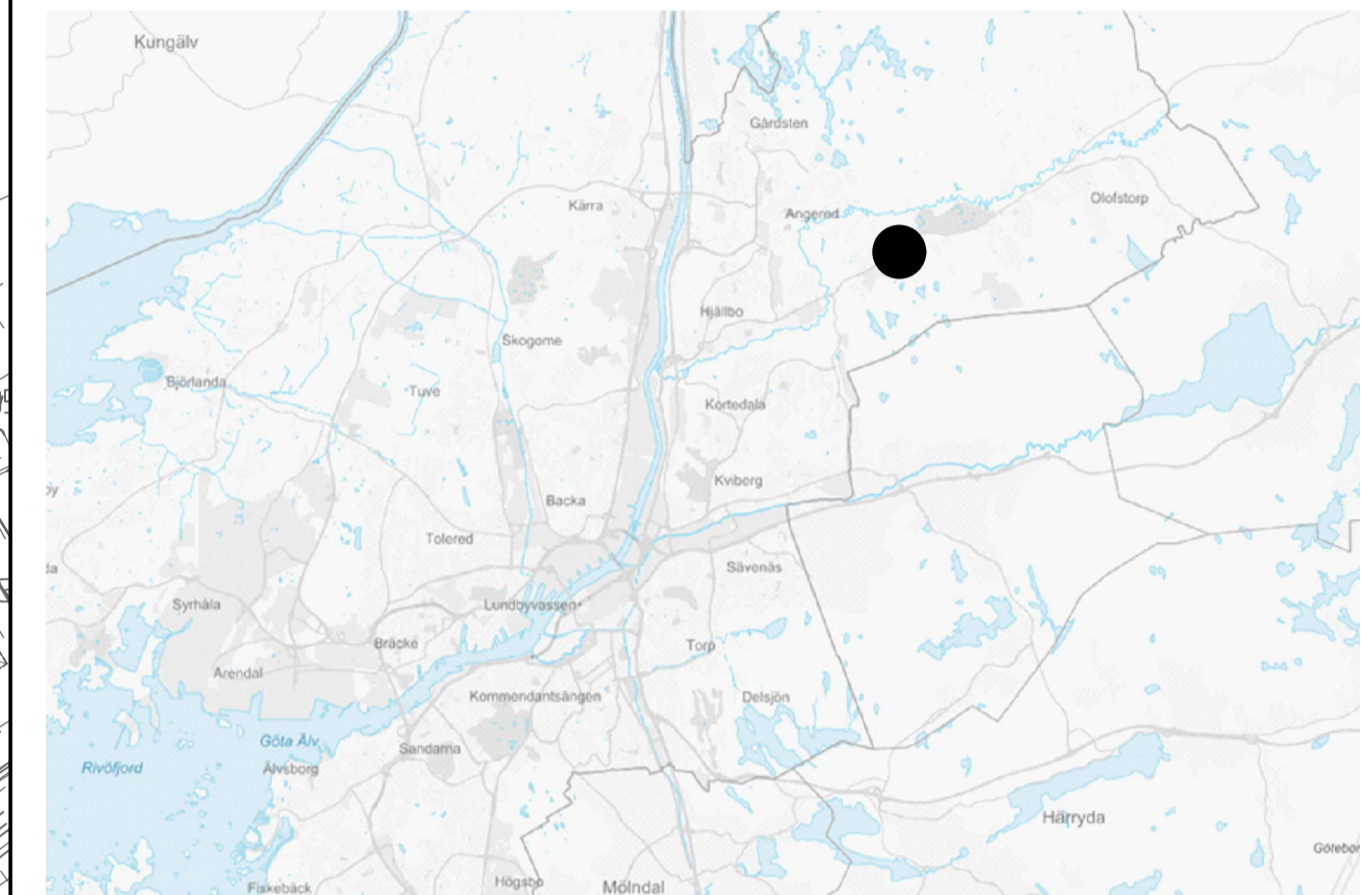 Kungälv
Gårdsten
Olofstorp
Kärra
Angered
Hjällbo
Skogome
Björlanda
Tuve
Kortedala
Kviberg
Backa
Tolered
Sävenäs
Syrhåla
Lundbyvassen
Bräcke
Torp
Arendal
Kommendantsängen
Delsjön
Göta Älv
Sandarna
Rivöfjord
Älvsborg
Härryda
Högsbo
Mölndal
Fiskebäck